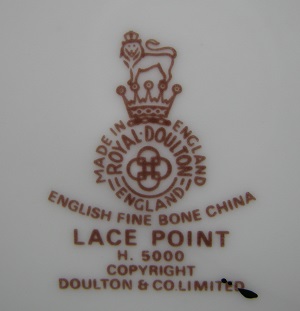 MADE IN ENGLAND
ROYAL·DOULTON
ENGLAND
ENGLISH FINE BONE CHINA
LACE POINT
H. 5000
COPYRIGHT
DOULTON & CO.LIMITED